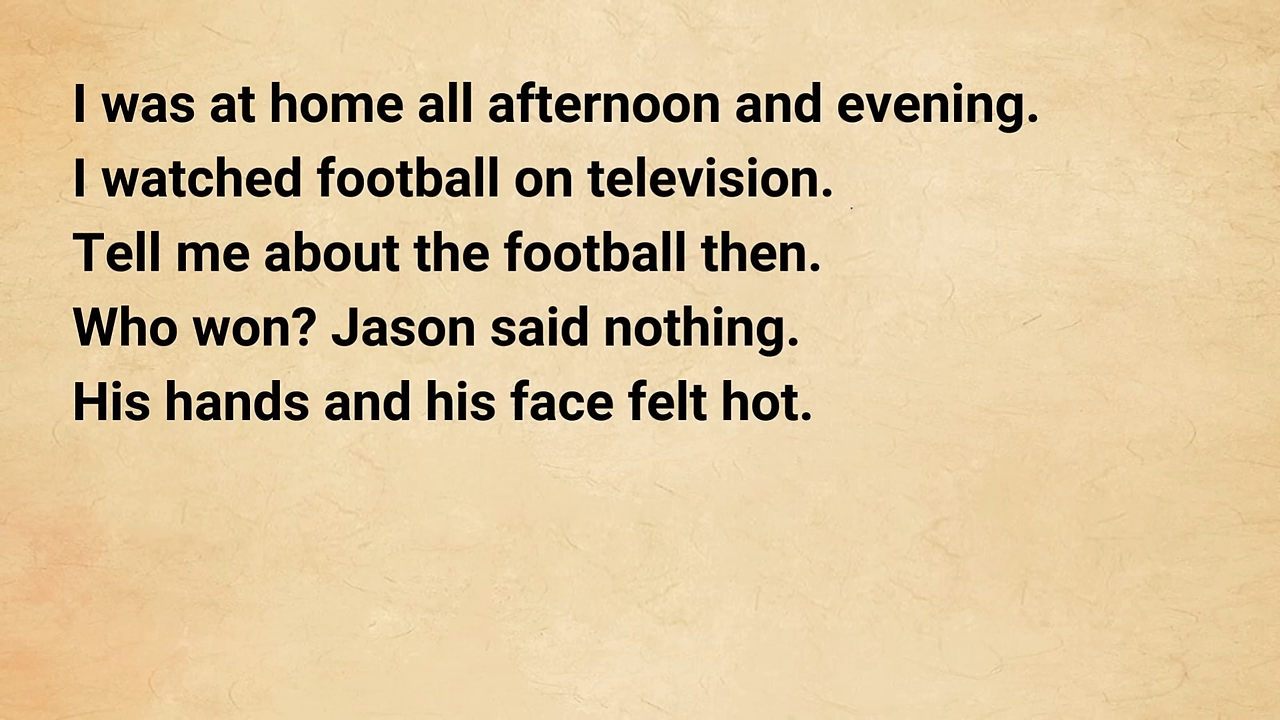 I was at home all afternoon and evening.
I watched football on television.
Tell me about the football then.
Who won? Jason said nothing.
His hands and his face felt hot.